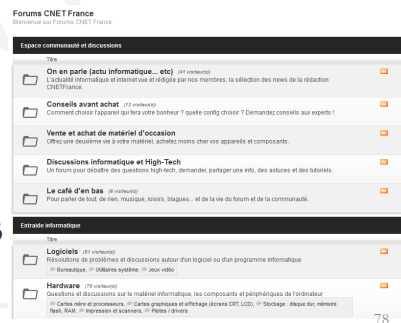 Forums CNET France
Bienvenue sur Forums CNET France.
Espace communauté et discussions
Titre
On en parle (actu informatique... etc) (41 visiteur(s))
L'actualité informatique et internet vue et rédigée par nos membres, la sélection des news de la rédaction
CNETFrance.
Conseils avant achat (13 visiteur(s))
Comment choisir l'appareil qui fera votre bonheur ? quelle config choisir ? Demandez conseils aux experts !
Vente et achat de matériel d'occasion
Offrez une deuxième vie à votre matériel, achetez moins cher vos appareils et composants.
Discussions informatique et High-Tech
Un forum pour débattre des questions high-tech, demander, partager une info, des astuces et des tutoriels.
Le café d'en bas (6 visiteur(s))
Pour parler de tout, de rien, musique, loisirs, blagues... et de la vie du forum et de la communauté.
Entraide informatique
Titre
Logiciels (81 visiteur(s))
Résolutions de problèmes et discussions autour d'un logiciel ou d'un programme informatique
Bureautique, Utilitaires système, Jeux vidéo
Hardware (78 visiteur(s))
Questions et discussions sur le matériel informatique, les composants et périphériques de l'ordinateur
Cartes mère et processeurs, Cartes graphiques et affichage (écrans CRT, LCD), Stockage : disque dur, mémoire
flash, RAM, Impression et scanners, Pilotes / drivers
78